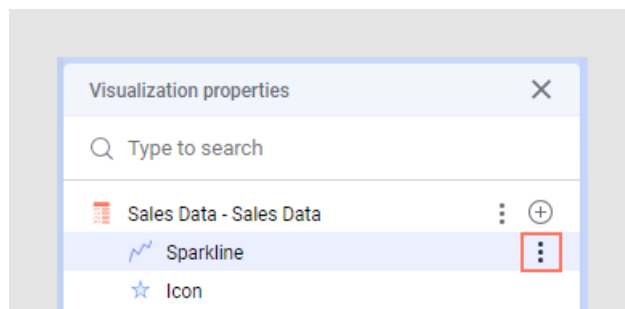 Visualization properties
Type to search
Sales Data - Sales Data
Sparkline
Icon